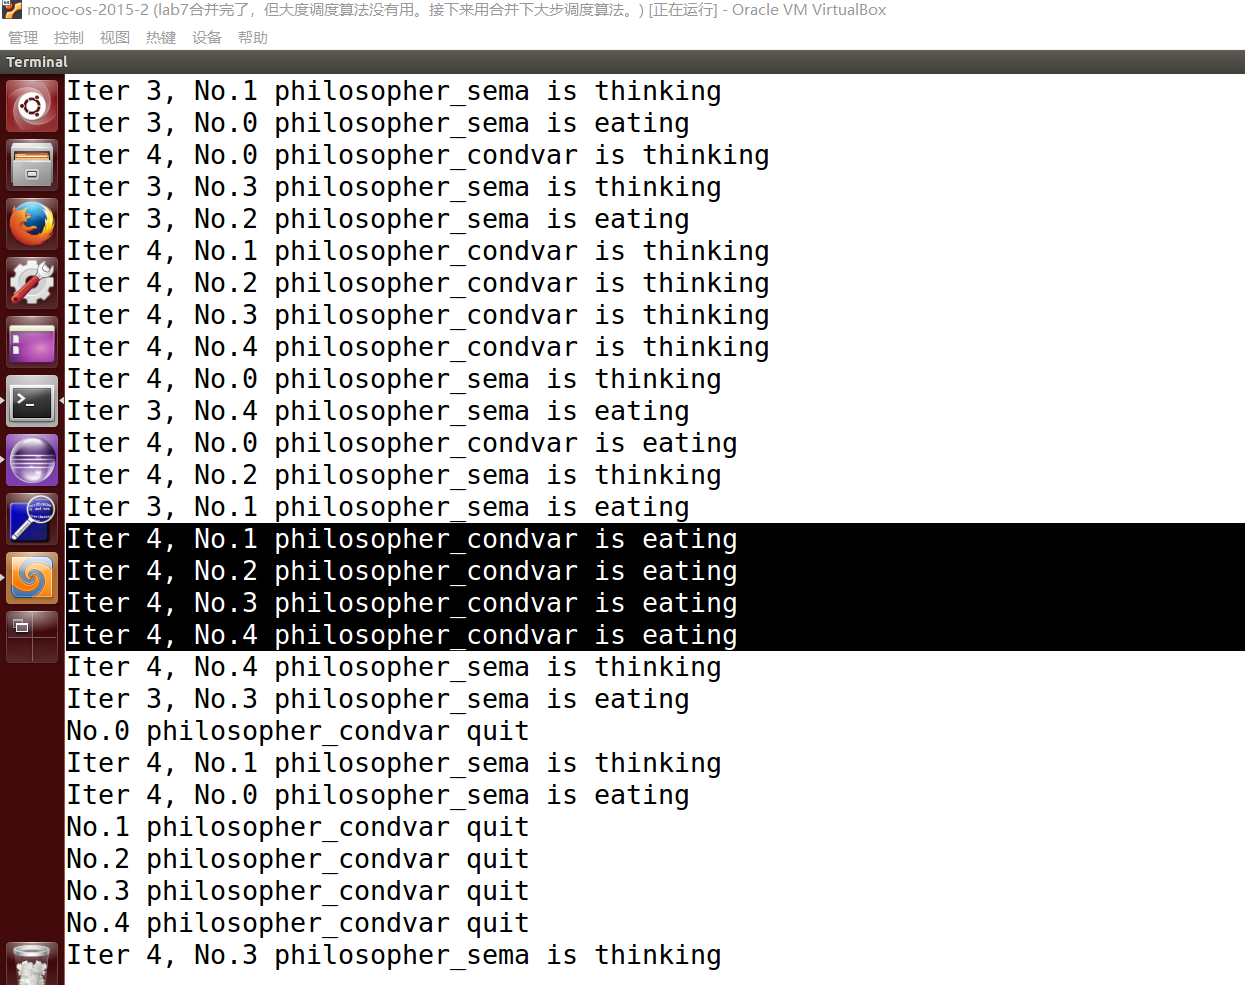 mooc-os-2015-2 (lab7合并完了，但大度调度算法没有用。接下来用合并下大步调度算法。) [正在运行] - Oracle VM VirtualBox
管理 控制 视图 热键 设备 帮助
Terminal
Iter 3, No.1 philosopher_sema is thinking
Iter 3, No.0 philosopher_sema is eating
Iter 4, No.0 philosopher_condvar is thinking
Iter 3, No.3 philosopher_sema is thinking
Iter 3, No.2 philosopher_sema is eating
Iter 4, No.1 philosopher_condvar is thinking
Iter 4, No.2 philosopher_condvar is thinking
Iter 4, No.3 philosopher_condvar is thinking
Iter 4, No.4 philosopher_condvar is thinking
Iter 4, No.0 philosopher_sema is thinking
Iter 3, No.4 philosopher_sema is eating
Iter 4, No.0 philosopher_condvar is eating
Iter 4, No.2 philosopher_sema is thinking
Iter 3, No.1 philosopher_sema is eating
Iter 4, No.1 philosopher_condvar is eating
Iter 4, No.2 philosopher_condvar is eating
Iter 4, No.3 philosopher_condvar is eating
Iter 4, No.4 philosopher_condvar is eating
Iter 4, No.4 philosopher_sema is thinking
Iter 3, No.3 philosopher_sema is eating
No.0 philosopher_condvar quit
Iter 4, No.1 philosopher_sema is thinking
Iter 4, No.0 philosopher_sema is eating
No.1 philosopher_condvar quit
No.2 philosopher_condvar quit
No.3 philosopher_condvar quit
No.4 philosopher_condvar quit
Iter 4, No.3 philosopher_sema is thinking